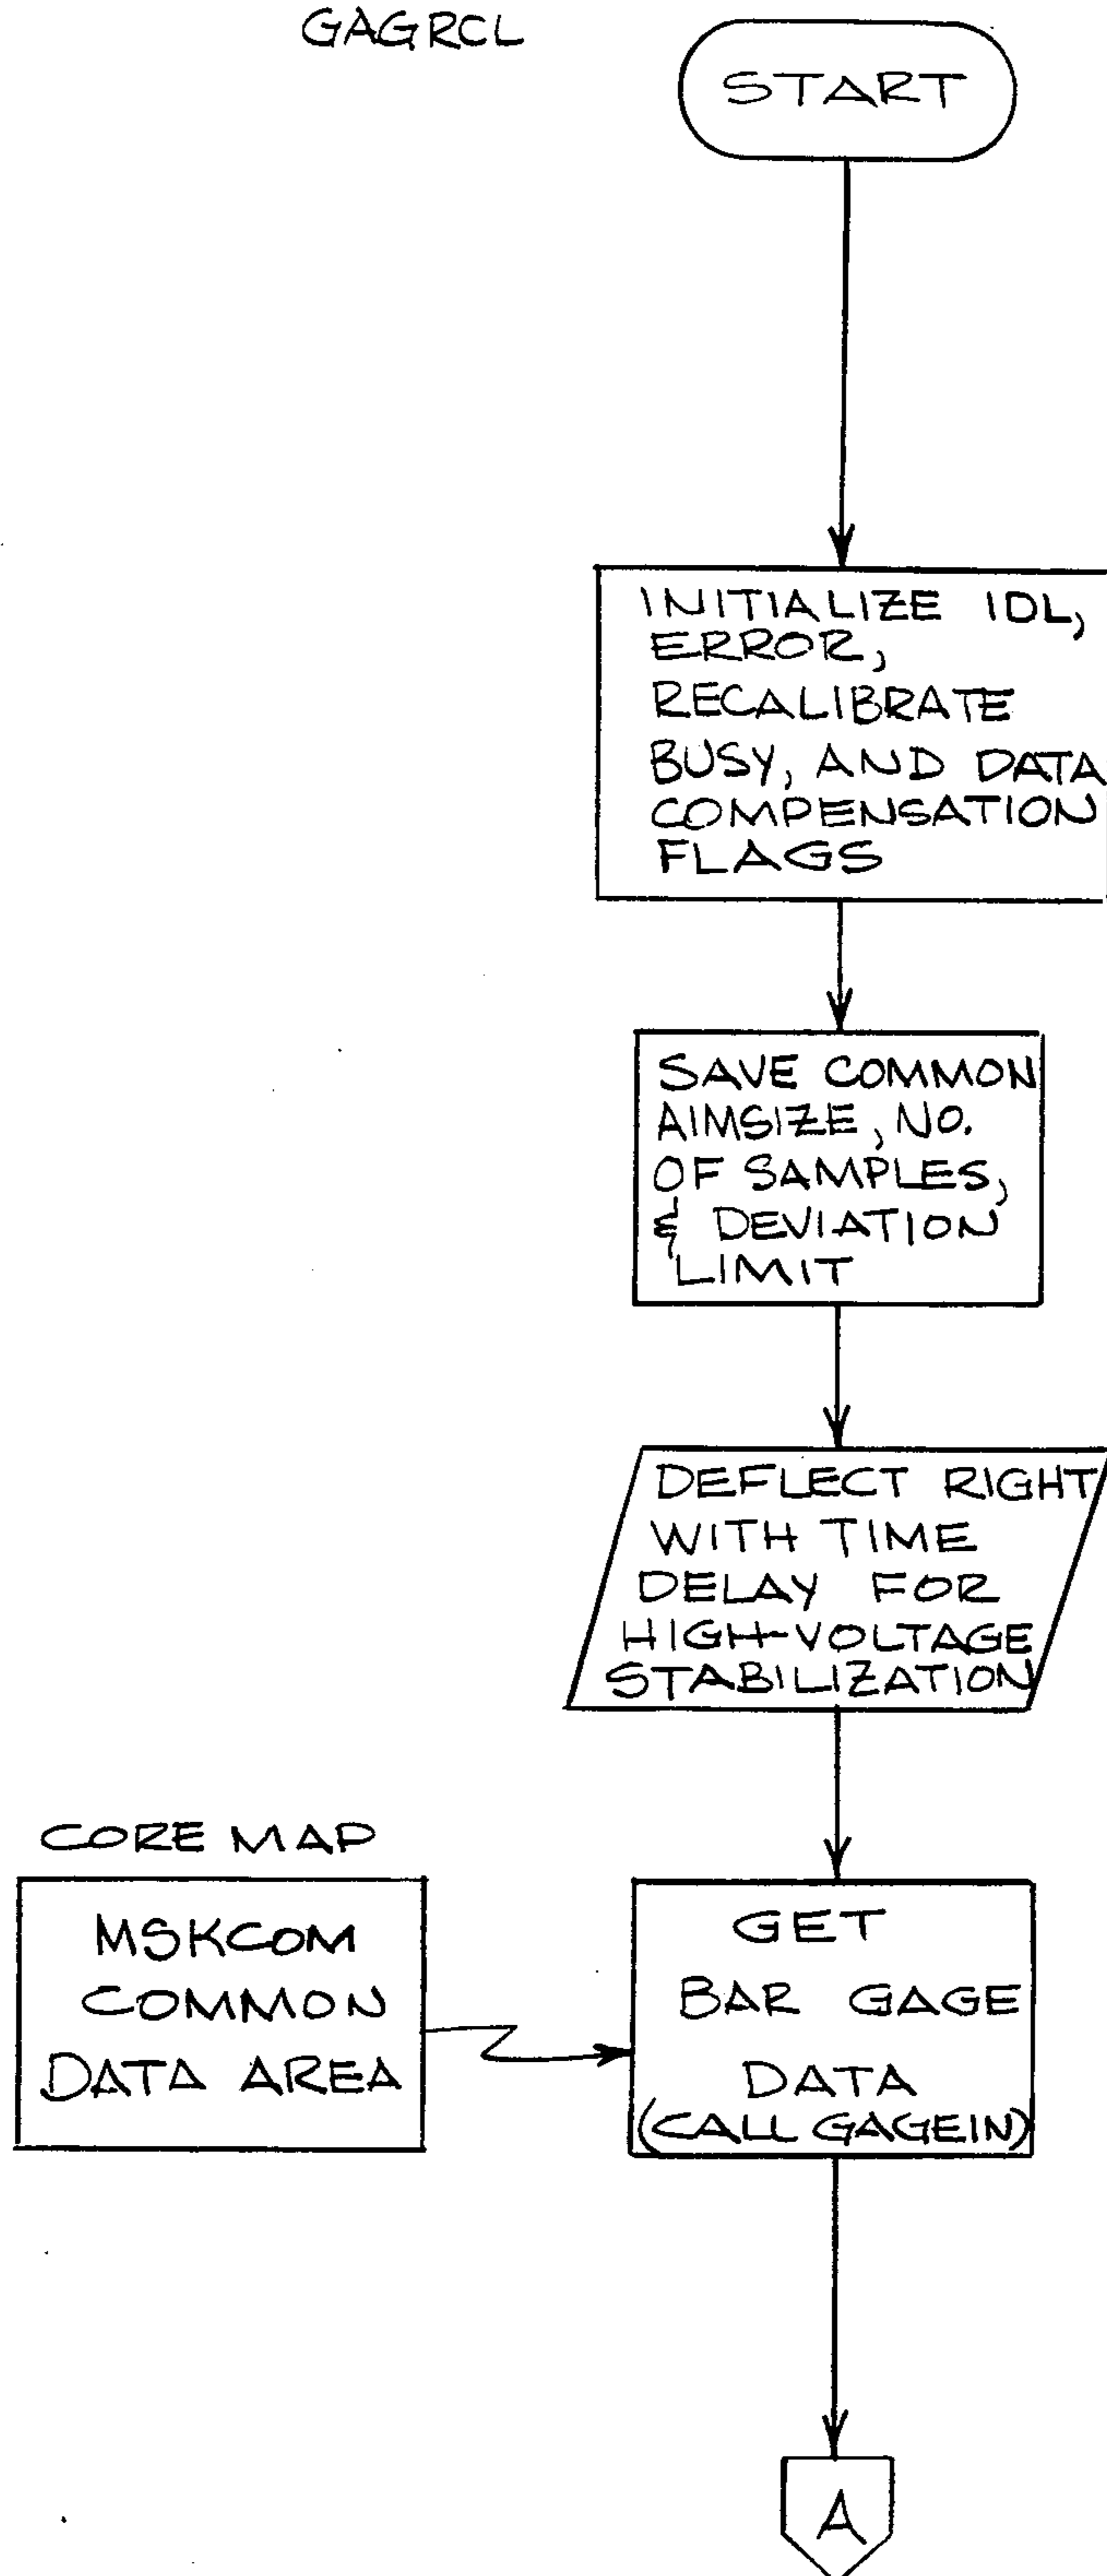 GAGRCL
START
INITIALIZE IDL,
ERROR,
RECALIBRATE
BUSY, AND DATA
COMPENSATION
FLAGS
SAVE COMMON
AIMSIZE, NO.
OF SAMPLES,
& DEVIATION
LIMIT
DEFLECT RIGHT
WITH TIME
DELAY FOR
HIGH-VOLTAGE
STABILIZATION
CORE MAP
MSKCOM
COMMON
DATA AREA
GET
BAR GAGE
DATA
(CALL GAGEIN)
A